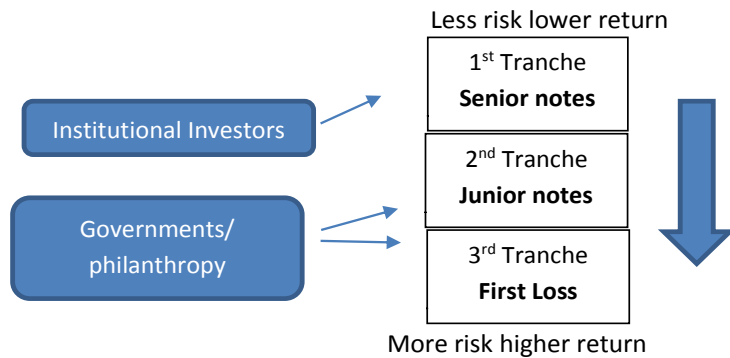 Less risk lower return
1st Tranche
Senior notes
Institutional Investors
2nd Tranche
Junior notes
Governments/
philanthropy
3rd Tranche
First Loss
More risk higher return